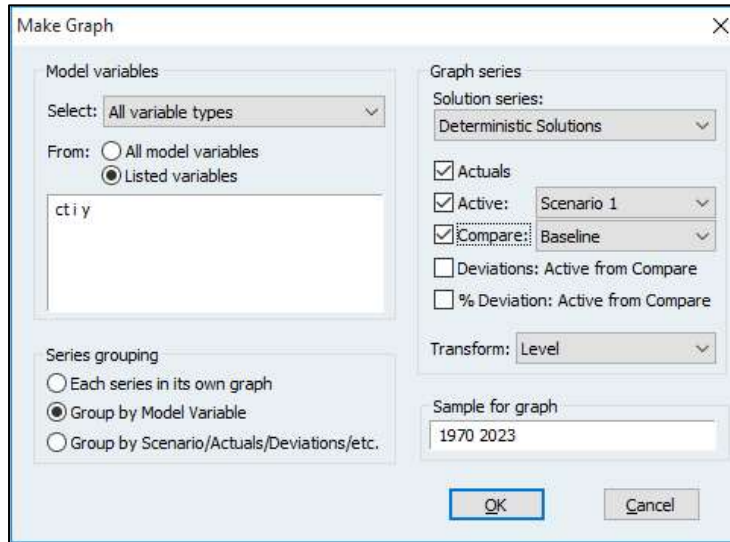 Make Graph
Model variables
Select: All variable types
From: All model variables
Listed variables
ct i y
Series grouping
Each series in its own graph
Group by Model Variable
Group by Scenario/Actuals/Deviations/etc.
Graph series
Solution series:
Deterministic Solutions
Actuals
Active: Scenario 1
Compare: Baseline
Deviations: Active from Compare
% Deviation: Active from Compare
Transform: Level
Sample for graph
1970 2023
OK Cancel